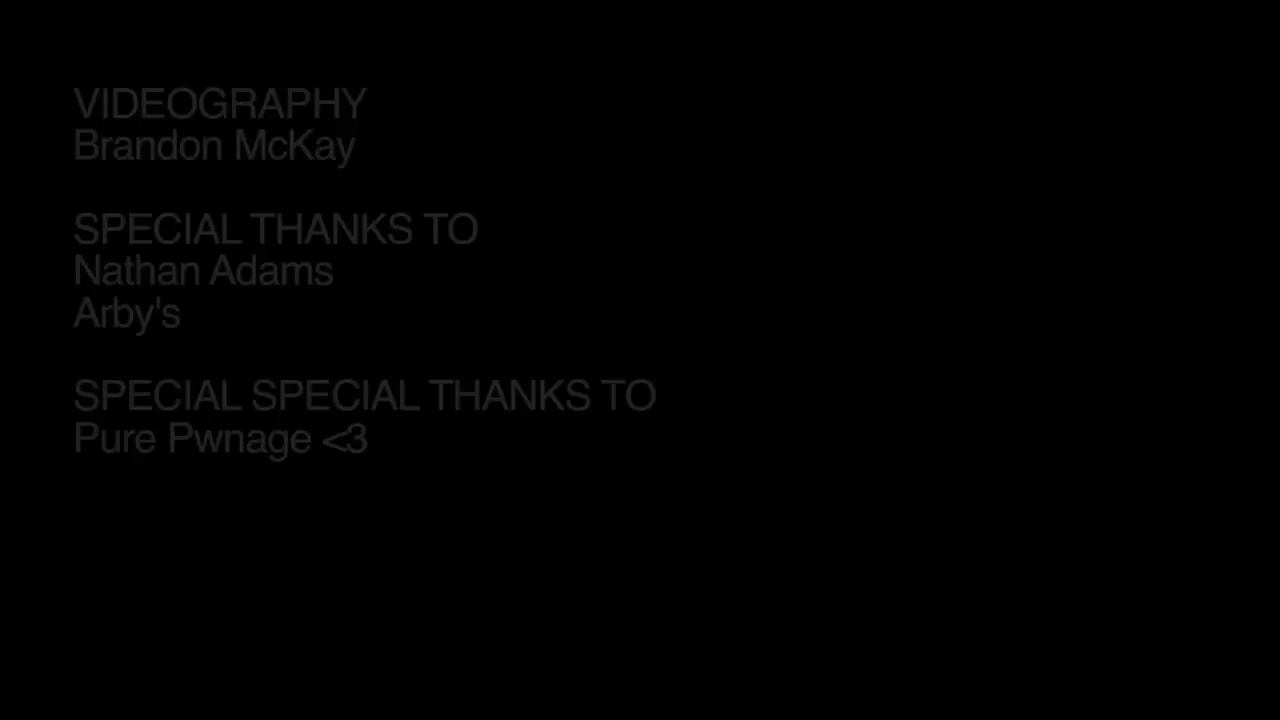 VIDEOGRAPHY
Brandon McKay
SPECIAL THANKS TO
Nathan Adams
Arby's
SPECIAL SPECIAL THANKS TO
Pure Pwnage <3